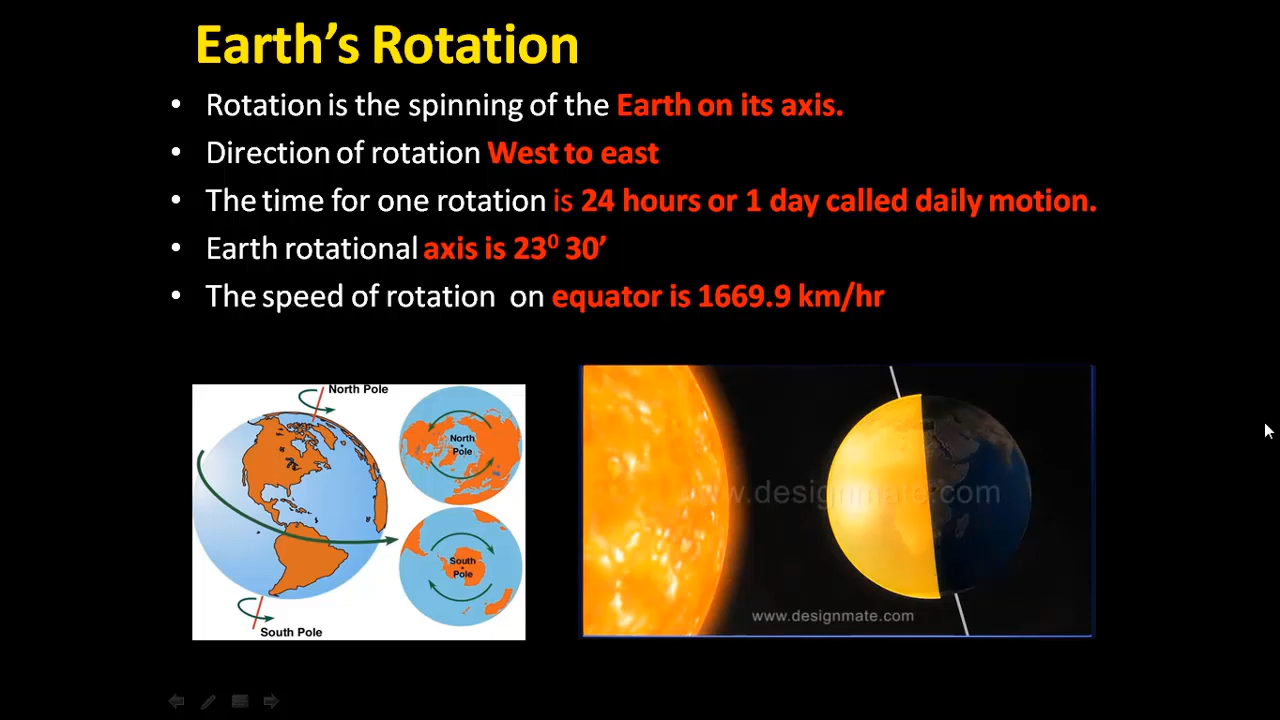 Earth’s Rotation
• Rotation is the spinning of the Earth on its axis.
• Direction of rotation West to east
• The time for one rotation is 24 hours or 1 day called daily motion.
• Earth rotational axis is 23⁰ 30’
• The speed of rotation on equator is 1669.9 km/hr
North Pole
North
Pole
South
Pole
South Pole
www.designmate.com
www.designmate.com